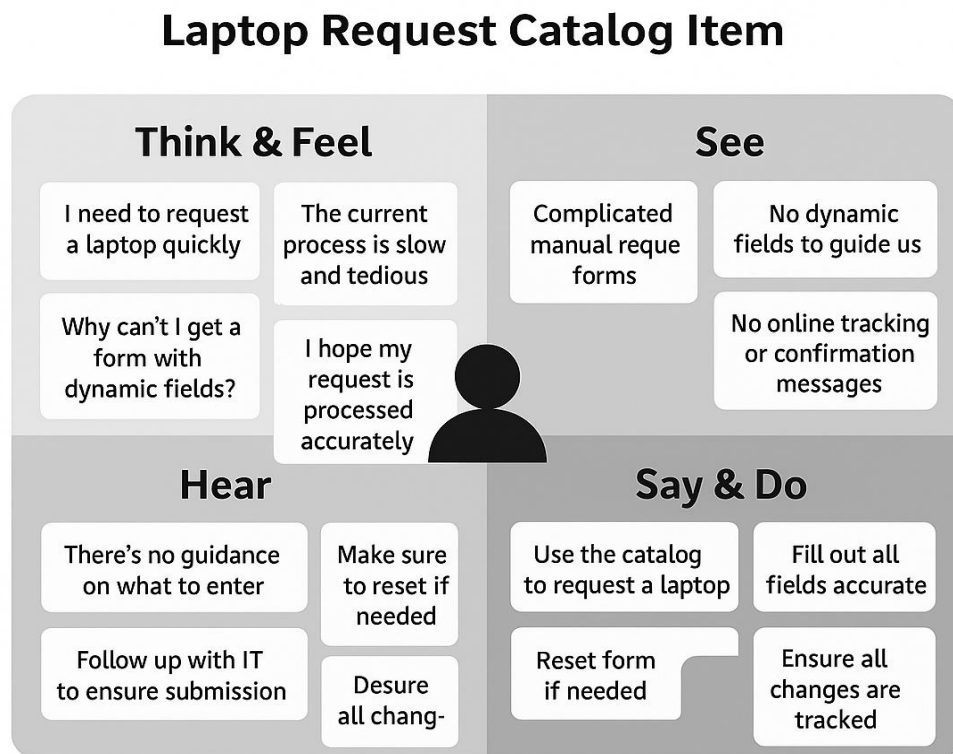 Laptop Request Catalog Item
Think & Feel
I need to request
a laptop quickly
The current
process is slow
and tedious
Why can't I get a
form with
dynamic fields?
I hope my
request is
processed
accurately
See
Complicated
manual reque
forms
No dynamic
fields to guide us
No online tracking
or confirmation
messages
Hear
There's no guidance
on what to enter
Make sure
to reset if
needed
Follow up with IT
to ensure submission
Desure
all chang-
Say & Do
Use the catalog
to request a laptop
Fill out all
fields accurate
Reset form
if needed
Ensure all
changes are
tracked